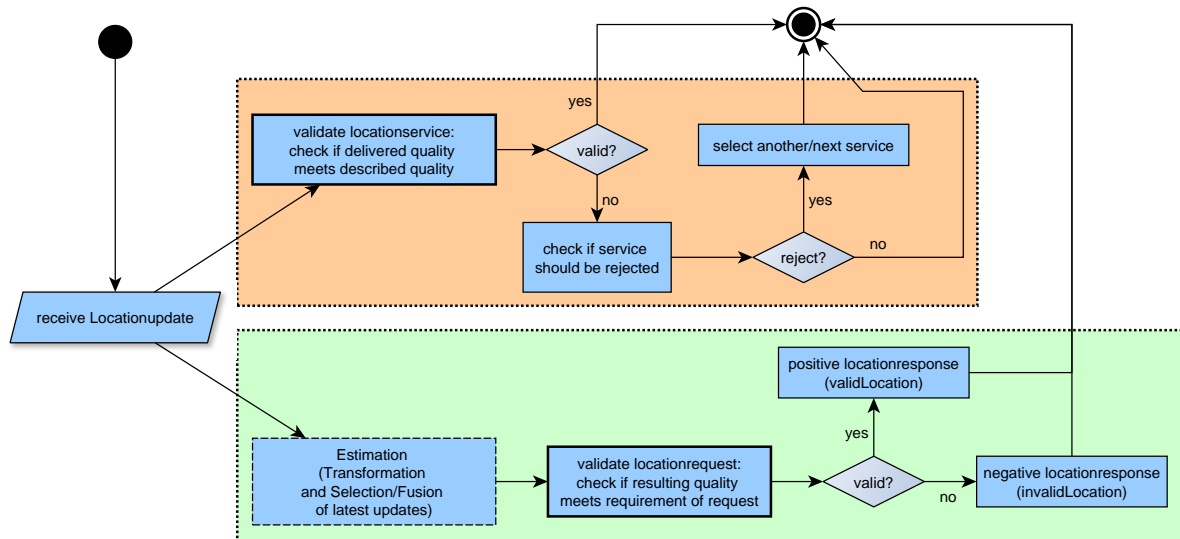 yes
validate locationservice:
check if delivered quality
meets described quality
valid?
select another/next service
no
yes
check if service
should be rejected
reject?
no
receive Locationupdate
positive locationresponse
(validLocation)
yes
Estimation
(Transformation
and Selection/Fusion
of latest updates)
validate locationrequest:
check if resulting quality
meets requirement of request
valid?
no
negative locationresponse
(invalidLocation)